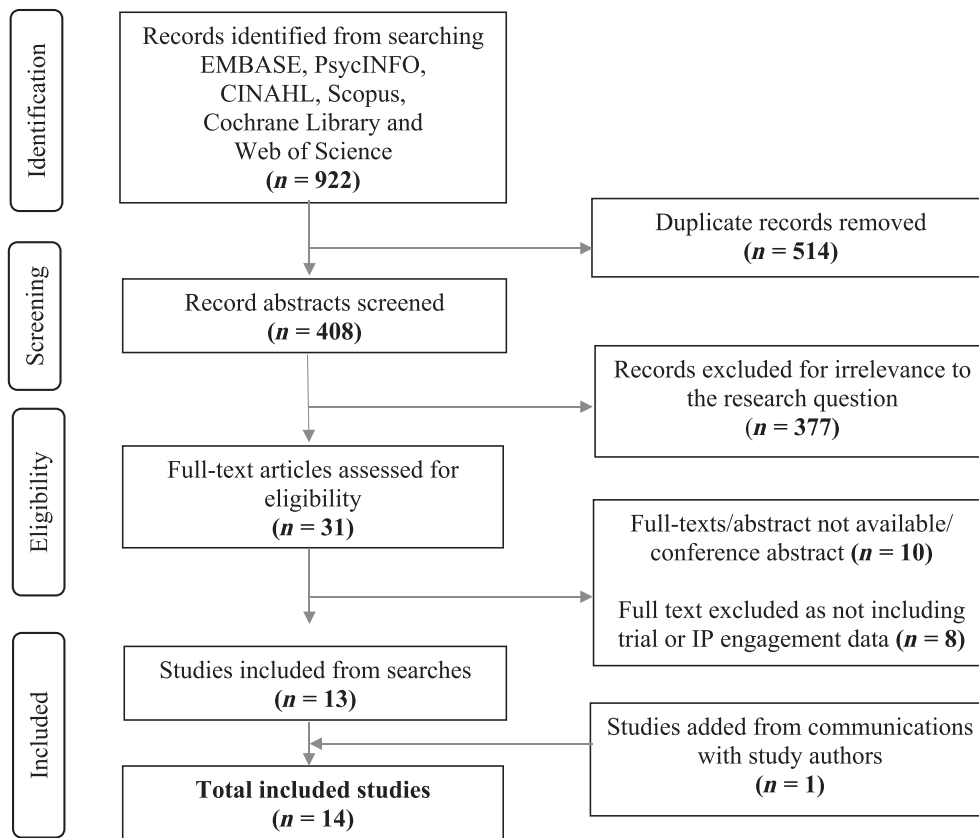 Identification
Records identified from searching
EMBASE, PsycINFO,
CINAHL, Scopus,
Cochrane Library and
Web of Science
(n = 922)
Duplicate records removed
(n = 514)
Screening
Record abstracts screened
(n = 408)
Records excluded for irrelevance to
the research question
(n = 377)
Eligibility
Full-text articles assessed for
eligibility
(n = 31)
Full-texts/abstract not available/
conference abstract (n = 10)
Full text excluded as not including
trial or IP engagement data (n = 8)
Included
Studies included from searches
(n = 13)
Studies added from communications
with study authors
(n = 1)
Total included studies
(n = 14)